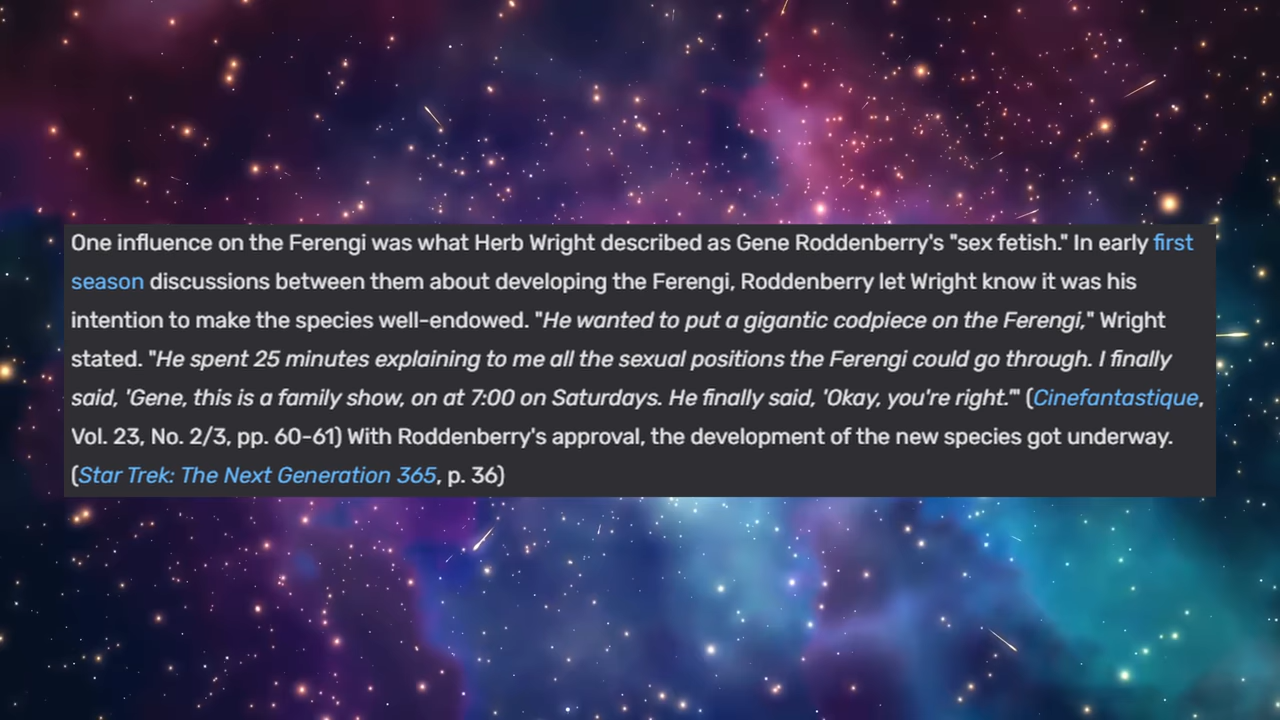 One influence on the Ferengi was what Herb Wright described as Gene Roddenberry's "sex fetish." In early first
season discussions between them about developing the Ferengi, Roddenberry let Wright know it was his
intention to make the species well-endowed. "He wanted to put a gigantic codpiece on the Ferengi," Wright
stated. "He spent 25 minutes explaining to me all the sexual positions the Ferengi could go through. I finally
said, 'Gene, this is a family show, on at 7:00 on Saturdays. He finally said, 'Okay, you're right.'" (Cinefantastique,
Vol. 23, No. 2/3, pp. 60-61) With Roddenberry's approval, the development of the new species got underway.
(Star Trek: The Next Generation 365, p. 36)